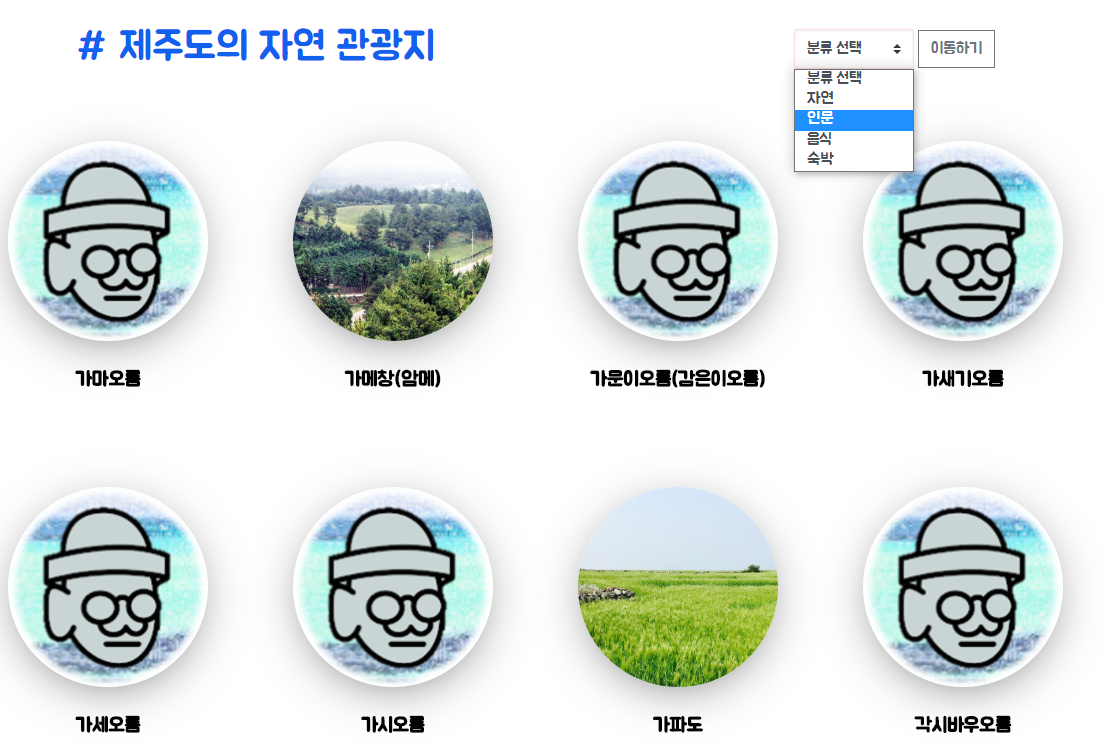 # 제주도의 자연 관광지
분류 선택
이동하기
분류 선택
자연
인문
음식
숙박
가마오름
가메창(암메)
가문이오름(감은이오름)
가새기오름
가세오름
가시오름
가파도
각시바우오름